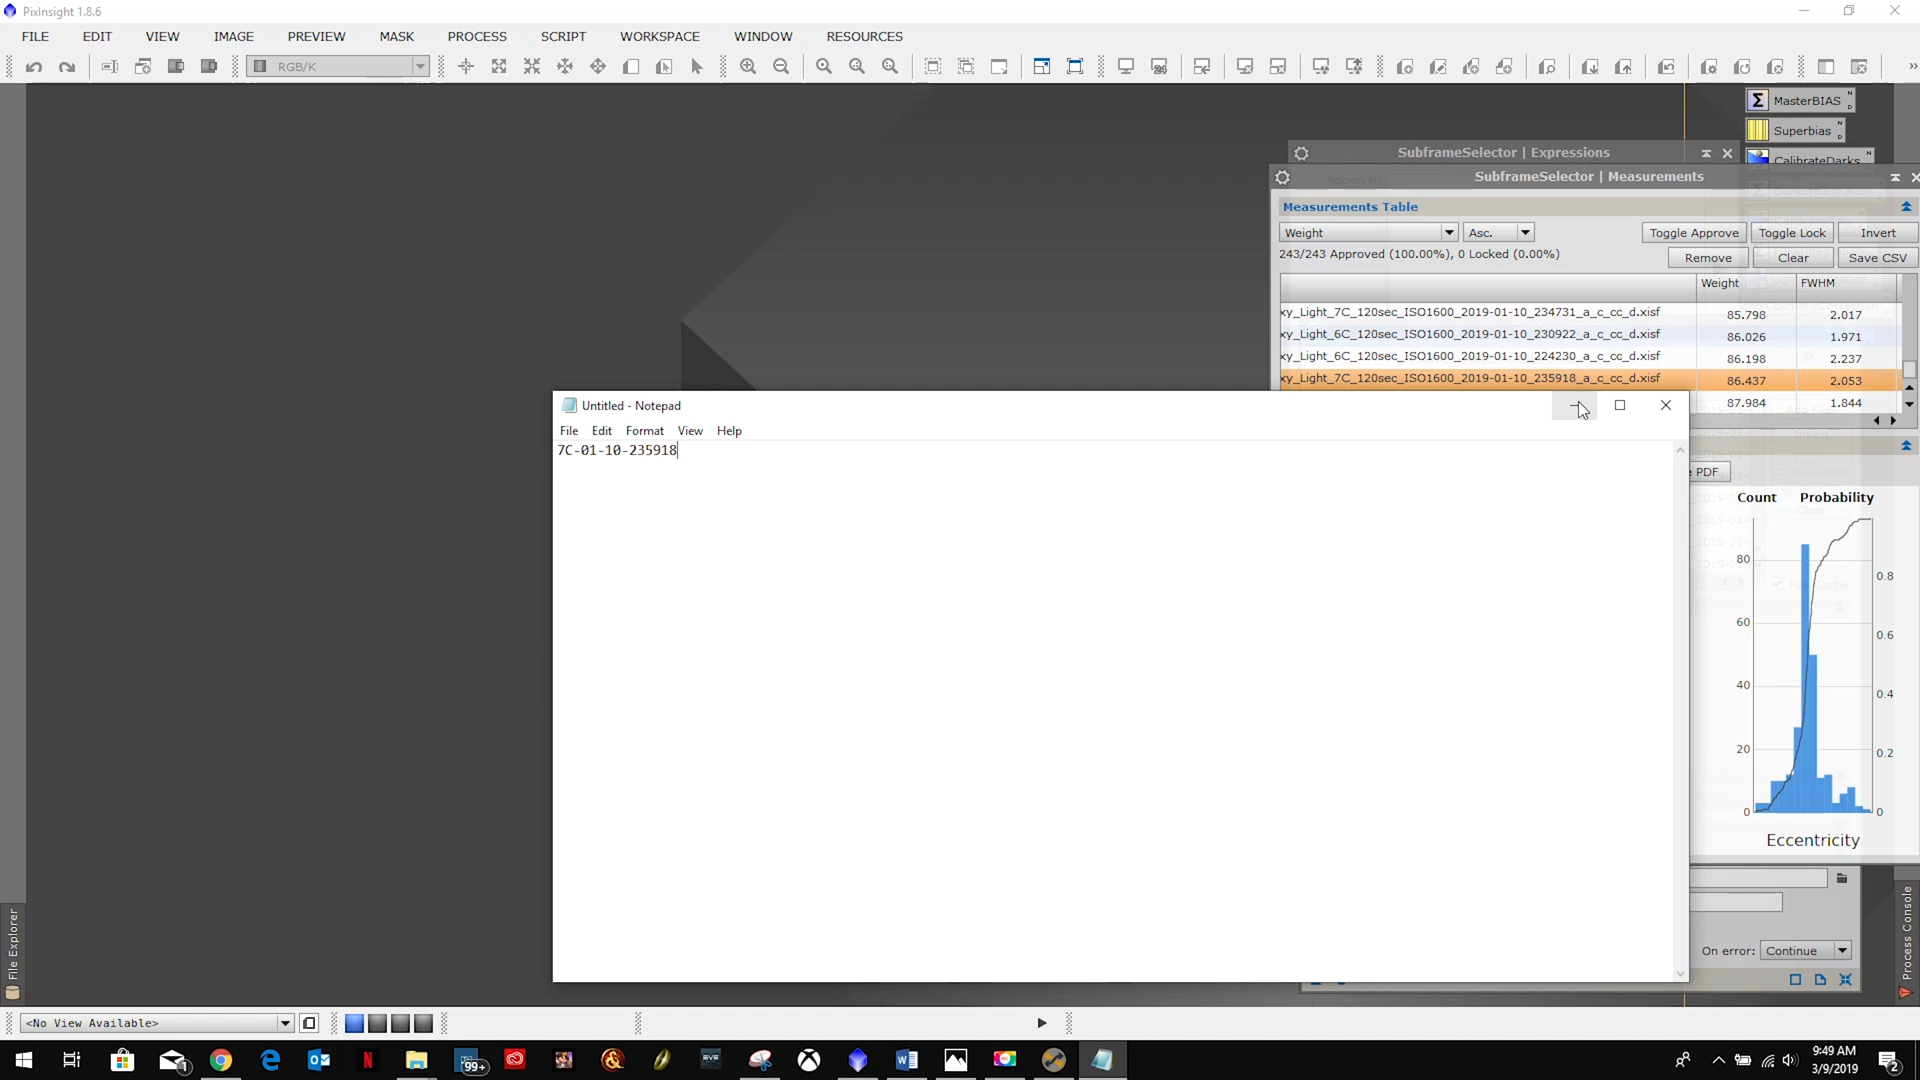 PixInsight 1.8.6
FILE EDIT VIEW IMAGE PREVIEW MASK PROCESS SCRIPT WORKSPACE WINDOW RESOURCES
RGB/K
MasterBIAS
Superbias
CalibrateDarks
SubframeSelector | Expressions
SubframeSelector | Measurements
Measurements Table
Weight Asc. Toggle Approve Toggle Lock Invert
243/243 Approved (100.00%), 0 Locked (0.00%) Remove Clear Save CSV
Weight FWHM
xy_Light_7C_120sec_ISO1600_2019-01-10_234731_a_c_cc_d.xisf 85.798 2.017
xy_Light_6C_120sec_ISO1600_2019-01-10_230922_a_c_cc_d.xisf 86.026 1.971
xy_Light_6C_120sec_ISO1600_2019-01-10_224230_a_c_cc_d.xisf 86.198 2.237
xy_Light_7C_120sec_ISO1600_2019-01-10_235918_a_c_cc_d.xisf 86.437 2.053
87.984 1.844
Untitled - Notepad
File Edit Format View Help
7C-01-10-235918
PDF
Count Probability
80
0.8
60
0.6
40
0.4
20
0.2
0 0
Eccentricity
File Explorer
Process Console
On error: Continue
<No View Available>
1
99+
EVE
9:49 AM
3/9/2019
2